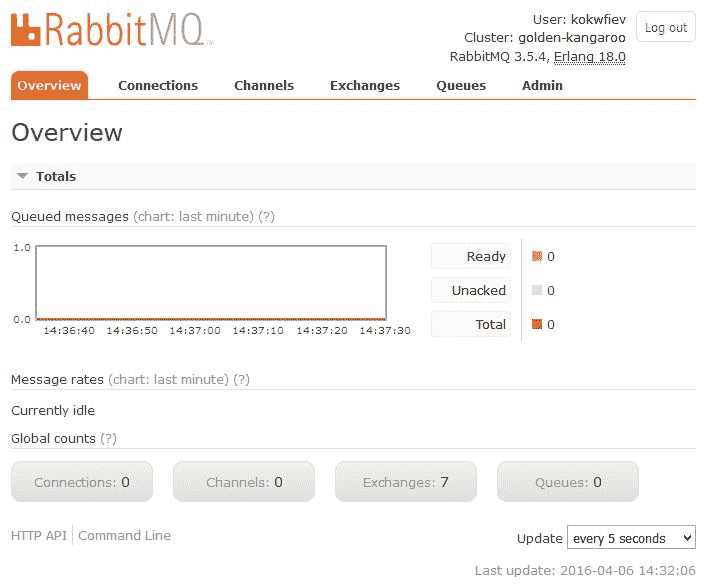 RabbitMQ™
User: kokwfiev
Cluster: golden-kangaroo
RabbitMQ 3.5.4, Erlang 18.0
Log out
Overview Connections Channels Exchanges Queues Admin
Overview
Totals
Queued messages (chart: last minute) (?)
1.0
0.0
14:36:40 14:36:50 14:37:00 14:37:10 14:37:20 14:37:30
Ready 0
Unacked 0
Total 0
Message rates (chart: last minute) (?)
Currently idle
Global counts (?)
Connections: 0 Channels: 0 Exchanges: 7 Queues: 0
HTTP API Command Line
Update every 5 seconds
Last update: 2016-04-06 14:32:06